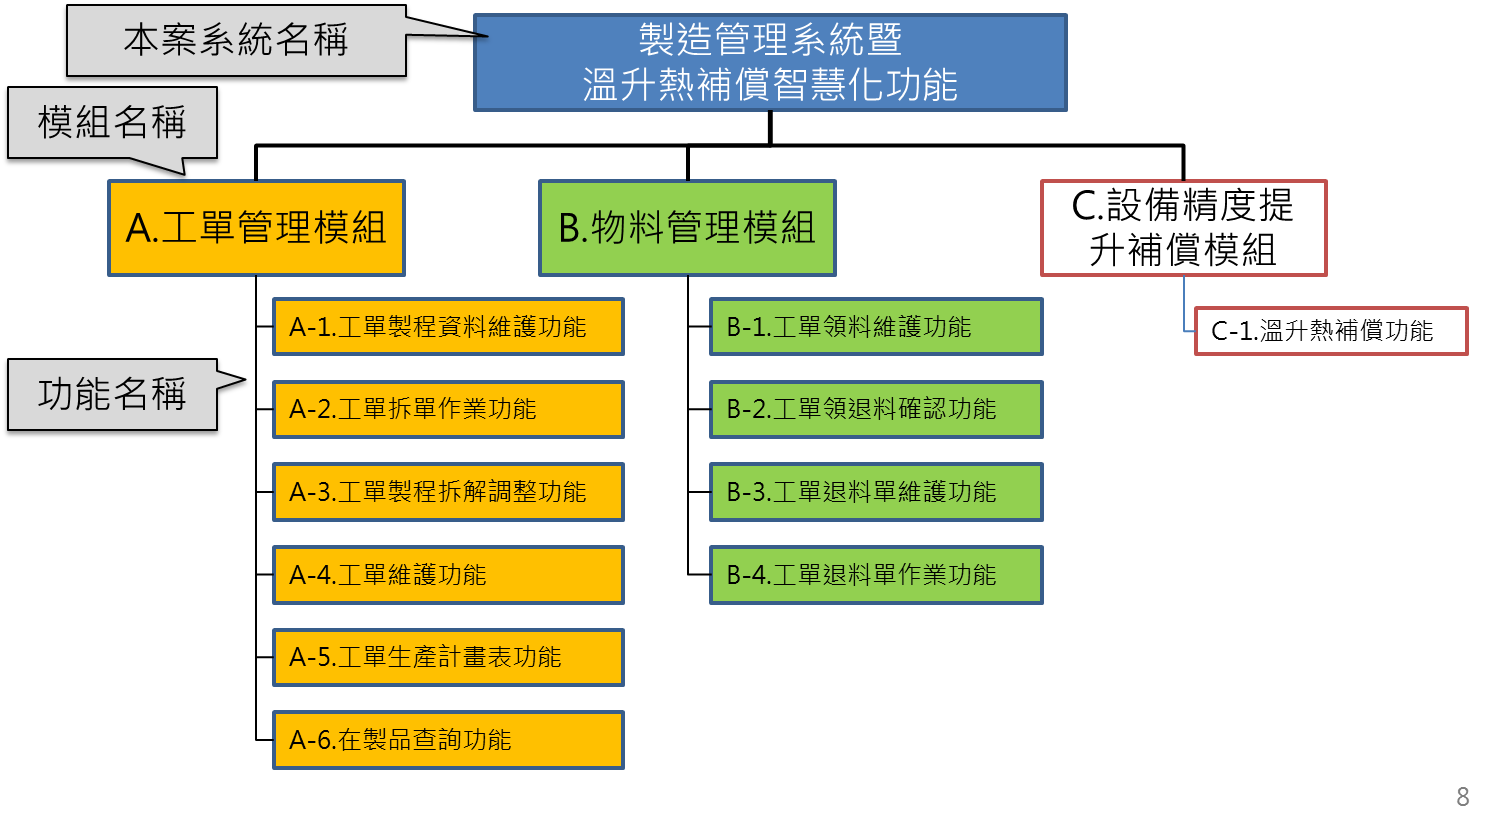 本案系統名稱
製造管理系統暨
溫升熱補償智慧化功能
模組名稱
A.工單管理模組
B.物料管理模組
C.設備精度提
升補償模組
功能名稱
A-1.工單製程資料維護功能
A-2.工單拆單作業功能
A-3.工單製程拆解調整功能
A-4.工單維護功能
A-5.工單生產計畫表功能
A-6.在製品查詢功能
B-1.工單領料維護功能
B-2.工單領退料確認功能
B-3.工單退料單維護功能
B-4.工單退料單作業功能
C-1.溫升熱補償功能
8